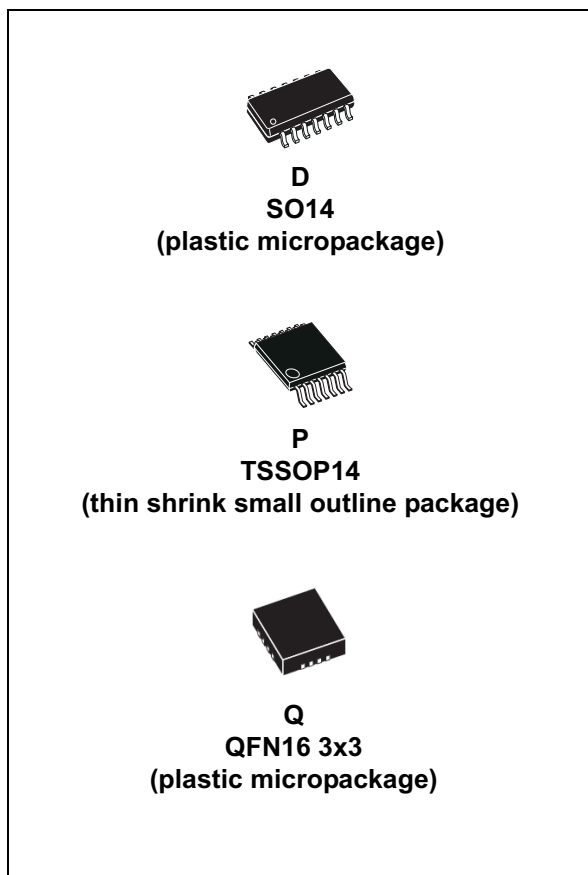 D
SO14
(plastic micropackage)
P
TSSOP14
(thin shrink small outline package)
Q
QFN16 3x3
(plastic micropackage)